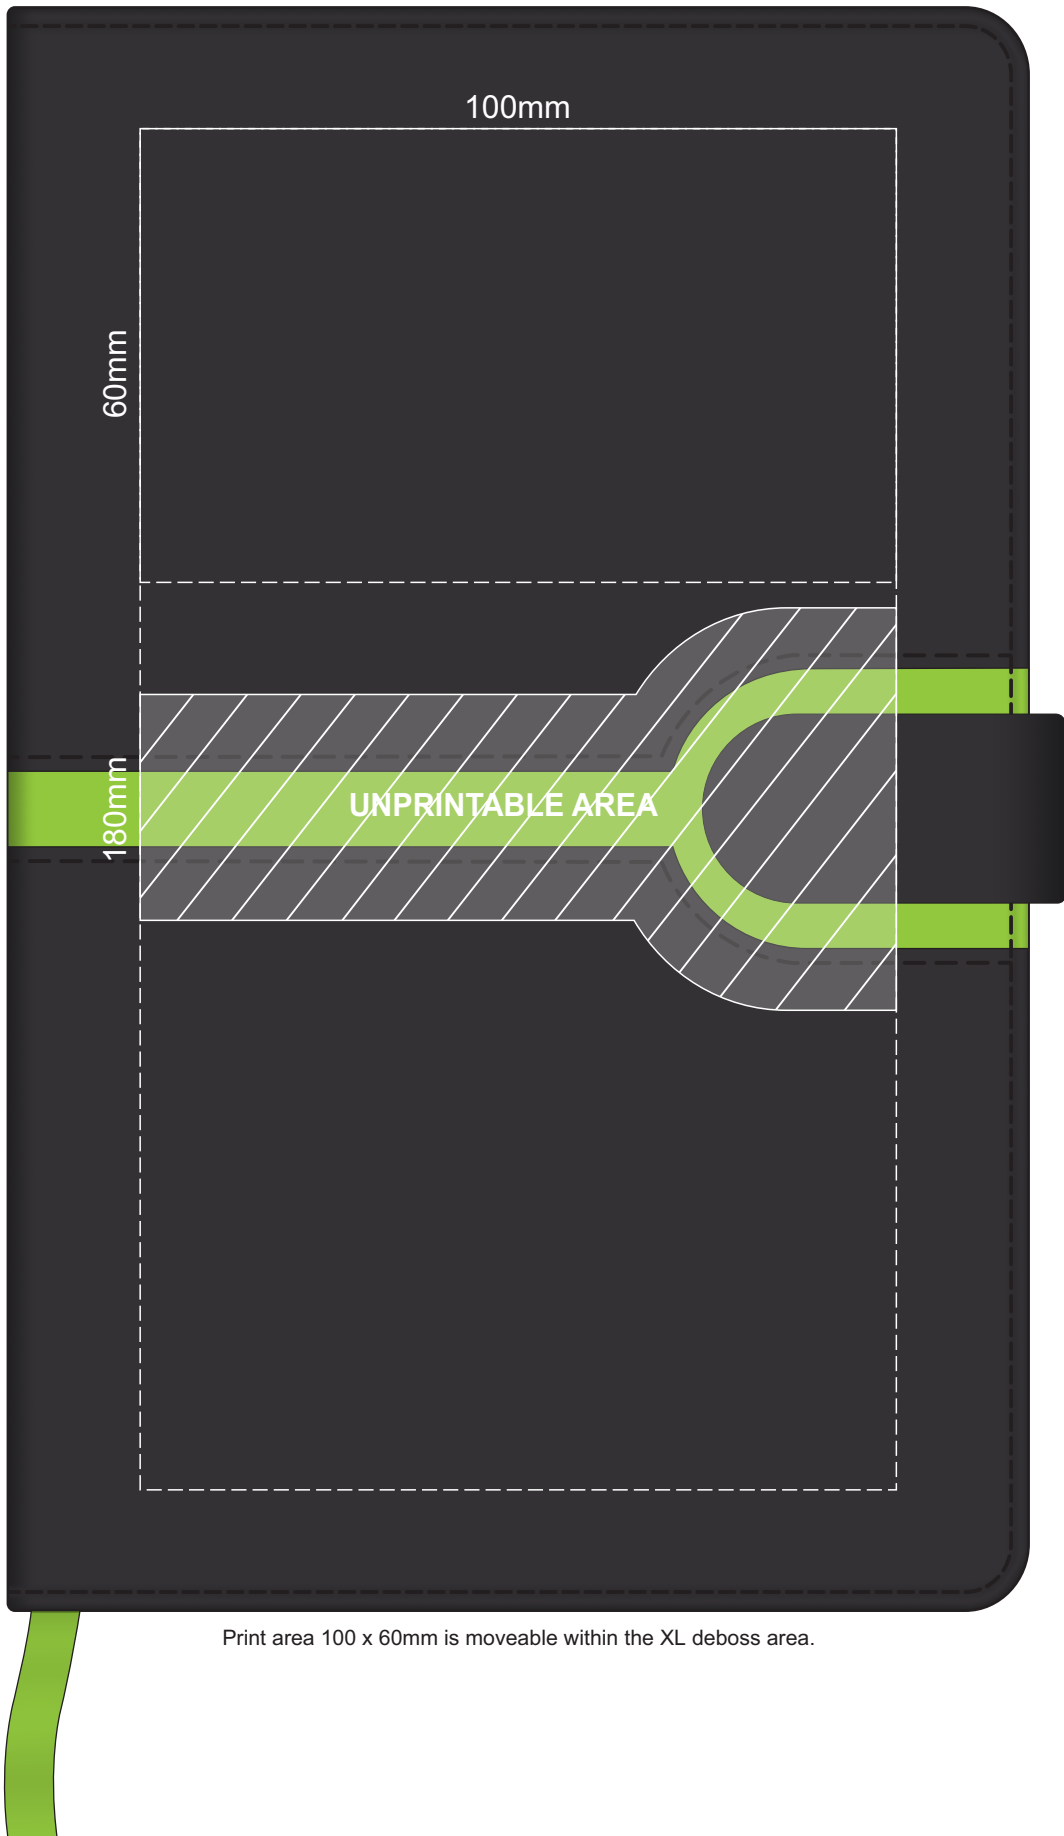 100mm
60mm
180mm
UNPRINTABLE AREA
Print area 100 x 60mm is moveable within the XL deboss area.